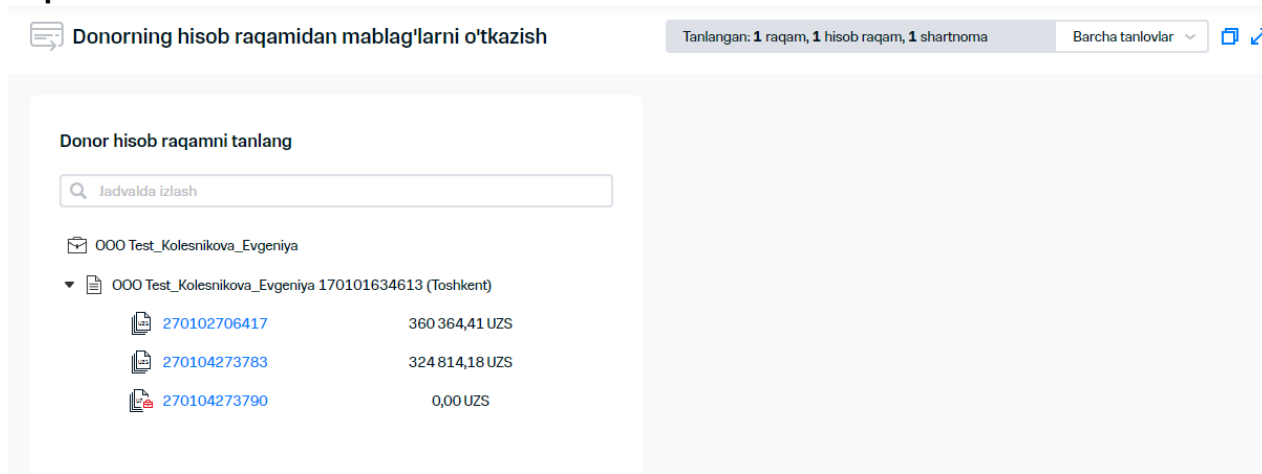 Donorning hisob raqamidan mablag'larni o'tkazish
Tanlangan: 1 raqam, 1 hisob raqam, 1 shartnoma
Barcha tanlovlar
Donor hisob raqamni tanlang
Jadvalda izlash
OOO Test_Kolesnikova_Evgeniya
OOO Test_Kolesnikova_Evgeniya 170101634613 (Toshkent)
270102706417 360 364,41 UZS
270104273783 324 814,18 UZS
270104273790 0,00 UZS